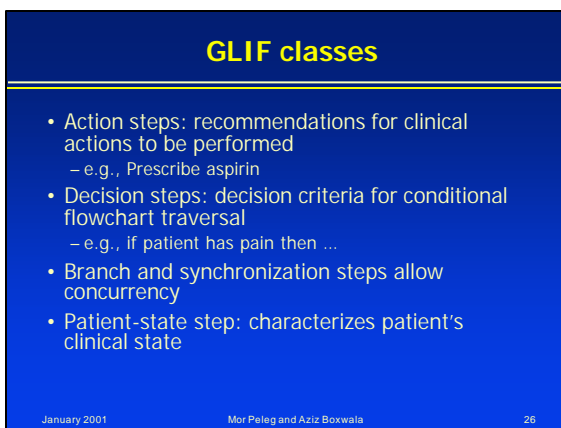 GLIF classes
• Action steps: recommendations for clinical
actions to be performed
– e.g., Prescribe aspirin
• Decision steps: decision criteria for conditional
flowchart traversal
– e.g., if patient has pain then ...
• Branch and synchronization steps allow
concurrency
• Patient-state step: characterizes patient's
clinical state
January 2001 Mor Peleg and Aziz Boxwala 26